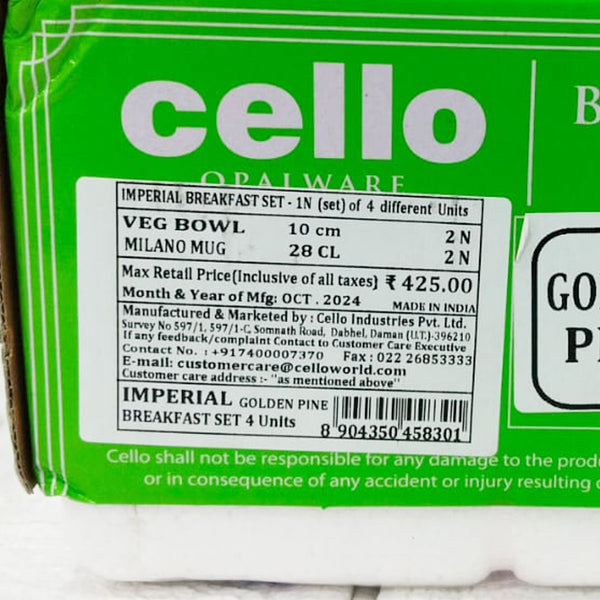 cello
B
OPALWARE
IMPERIAL BREAKFAST SET - 1N (set) of 4 different Units
VEG BOWL 10 cm 2 N
MILANO MUG 28 CL 2 N
Max Retail Price(Inclusive of all taxes) ₹ 425.00
Month & Year of Mfg: OCT . 2024 MADE IN INDIA
Manufactured & Marketed by : Cello Industries Pvt. Ltd.
Survey No 597/1, 597/1-C, Somnath Road, Dabhel, Daman (U.T.)-396210
If any feedback/complaint Contact to Customer Care Executive
Contact No. : +917400007370 Fax : 022 26853333
E-mail: customercare@celloworld.com
Customer care address :- "as mentioned above"
IMPERIAL GOLDEN PINE
BREAKFAST SET 4 Units
8 904350 458301
GO
P
Cello shall not be responsible for any damage to the prod
or in consequence of any accident or injury resulting